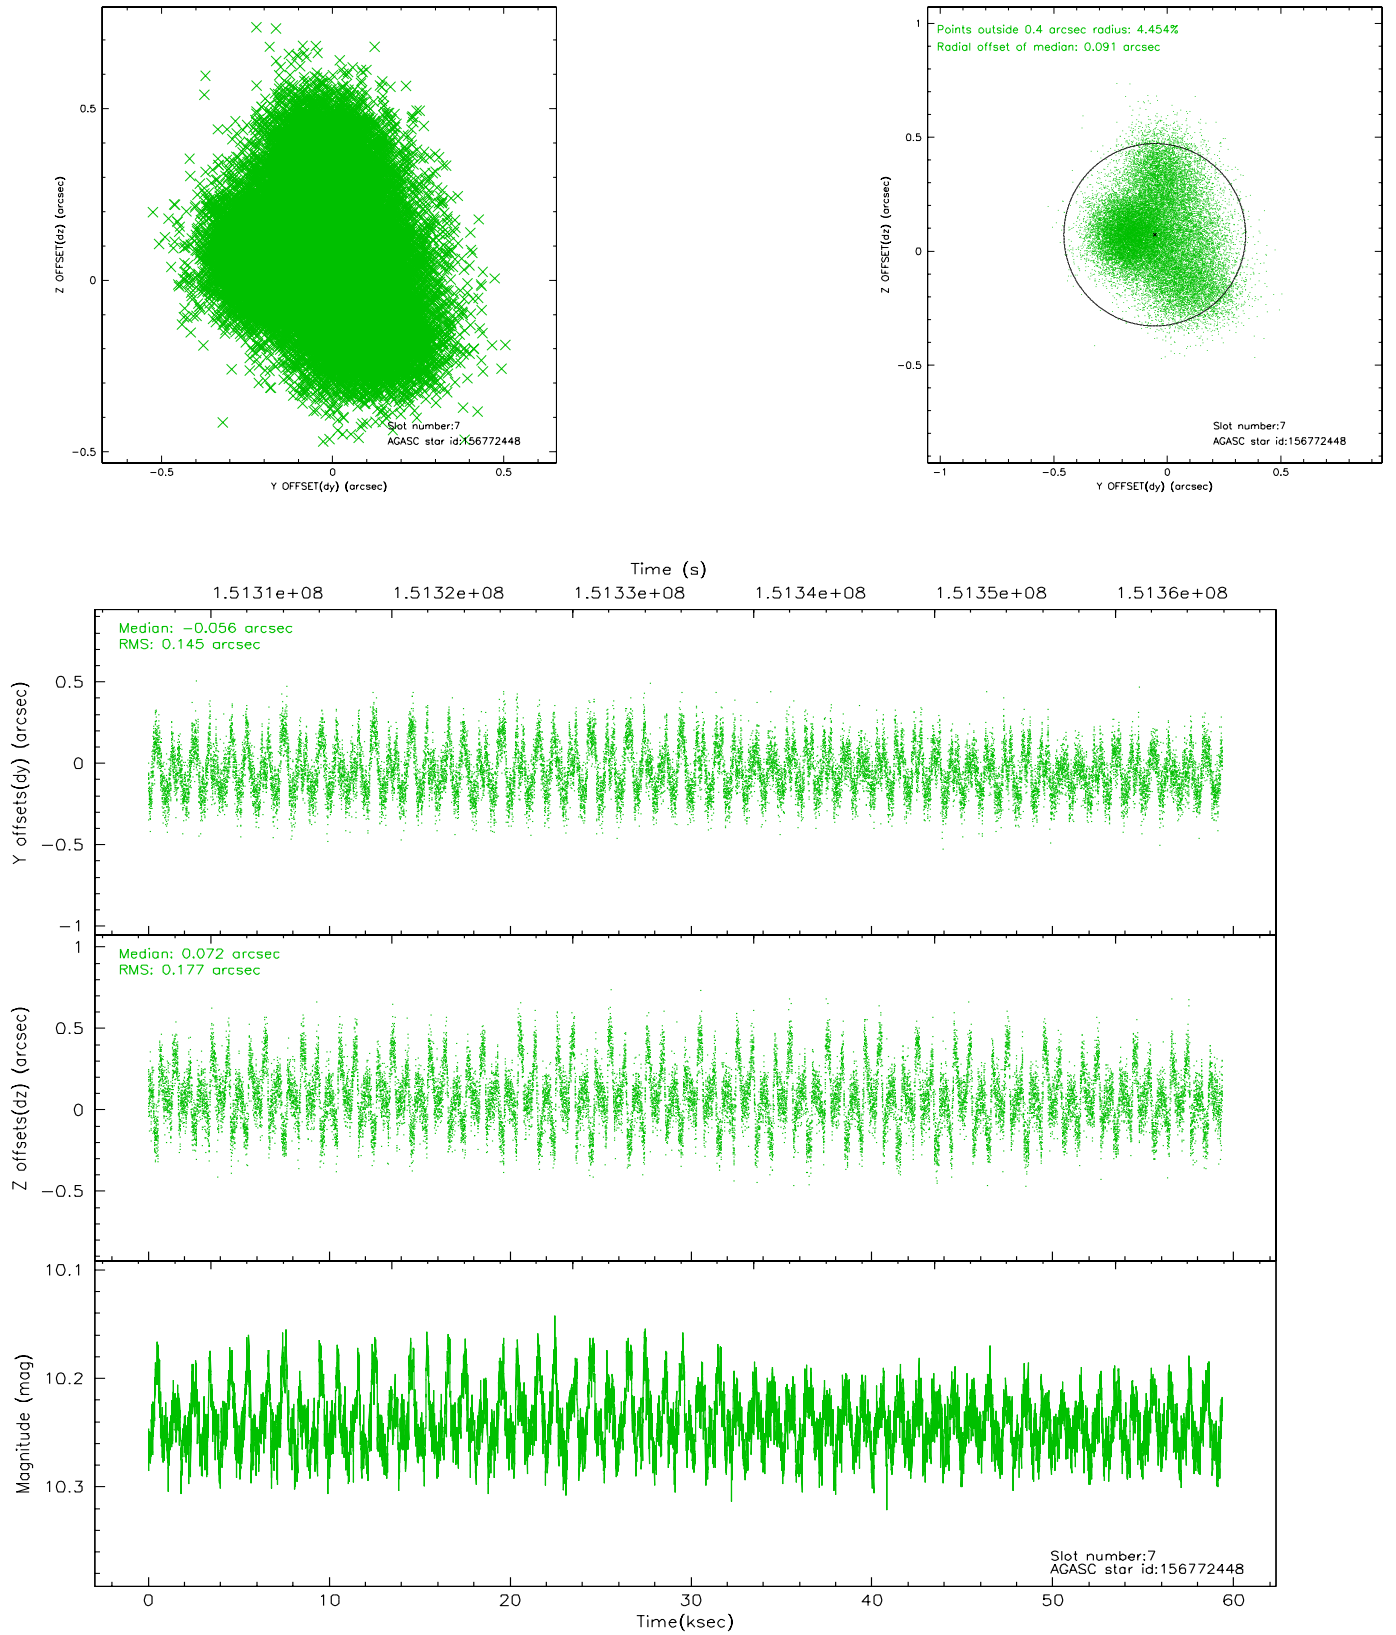 0.5
0
−0.5
Z OFFSET(dz) (arcsec)
−0.5
0
0.5
Y OFFSET(dy) (arcsec)
Slot number:7
AGASC star id:156772448
Points outside 0.4 arcsec radius: 4.454%
Radial offset of median: 0.091 arcsec
1
0.5
0
−0.5
Z OFFSET(dz) (arcsec)
−1
−0.5
0
0.5
Y OFFSET(dy) (arcsec)
Slot number:7
AGASC star id:156772448
Time (s)
1.5131e+08
1.5132e+08
1.5133e+08
1.5134e+08
1.5135e+08
1.5136e+08
Median: −0.056 arcsec
RMS: 0.145 arcsec
0.5
0
−0.5
−1
Y offsets(dy) (arcsec)
Median: 0.072 arcsec
RMS: 0.177 arcsec
1
0.5
0
−0.5
Z offsets(dz) (arcsec)
10.1
10.2
10.3
Magnitude (mag)
Slot number:7
AGASC star id:156772448
0
10
20
30
40
50
60
Time(ksec)